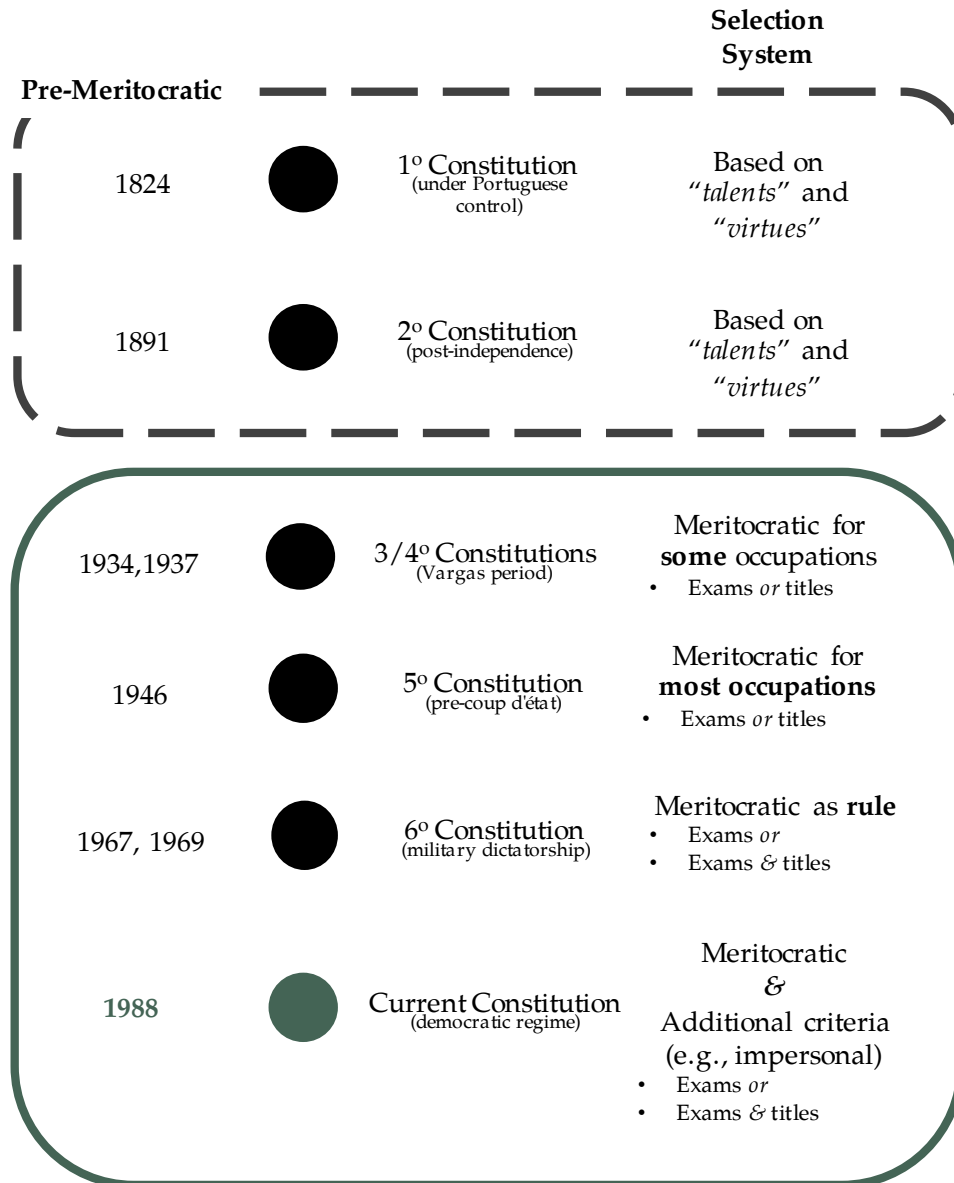 Selection
System
Pre-Meritocratic
1824
1º Constitution
(under Portuguese
control)
Based on
“talents” and
“virtues”
1891
2º Constitution
(post-independence)
Based on
“talents” and
“virtues”
1934,1937
3/4º Constitutions
(Vargas period)
Meritocratic for
some occupations
• Exams or titles
1946
5º Constitution
(pre-coup d'état)
Meritocratic for
most occupations
• Exams or titles
1967, 1969
6º Constitution
(military dictatorship)
Meritocratic as rule
• Exams or
• Exams & titles
1988
Current Constitution
(democratic regime)
Meritocratic
&
Additional criteria
(e.g., impersonal)
• Exams or
• Exams & titles